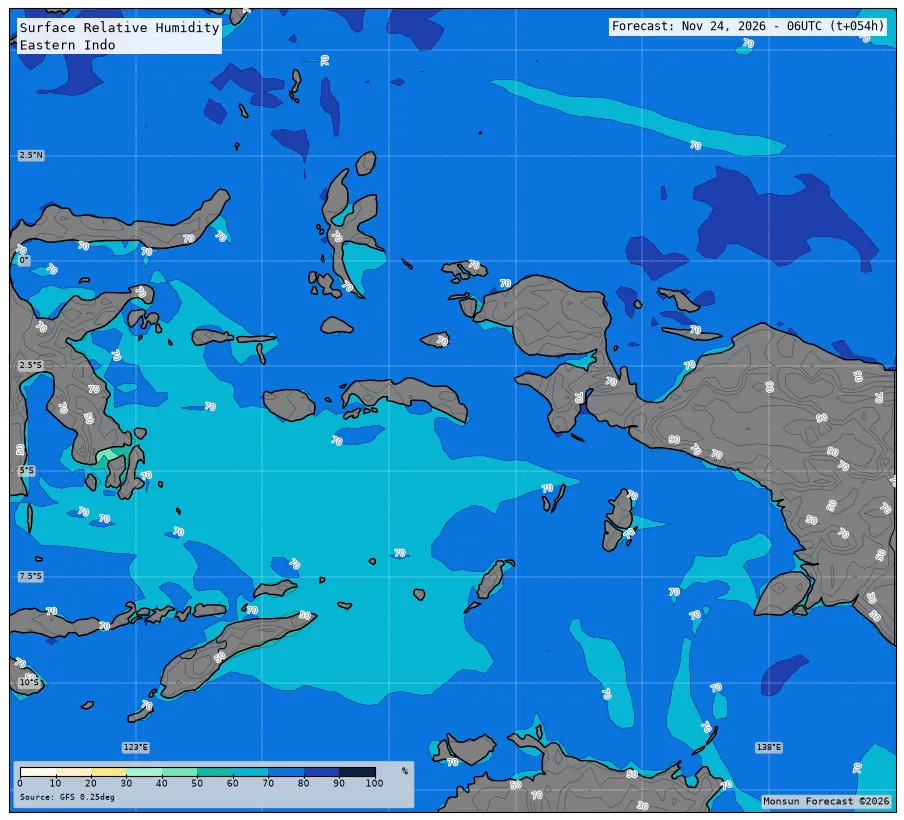 Surface Relative Humidity
Eastern Indo
Forecast: Nov 24, 2026 - 06UTC (t+054h)
2.5°N
0°
2.5°S
5°S
7.5°S
10°S
123°E
138°E
0 10 20 30 40 50 60 70 80 90 100 %
Source: GFS 0.25deg
Monsun Forecast ©2026